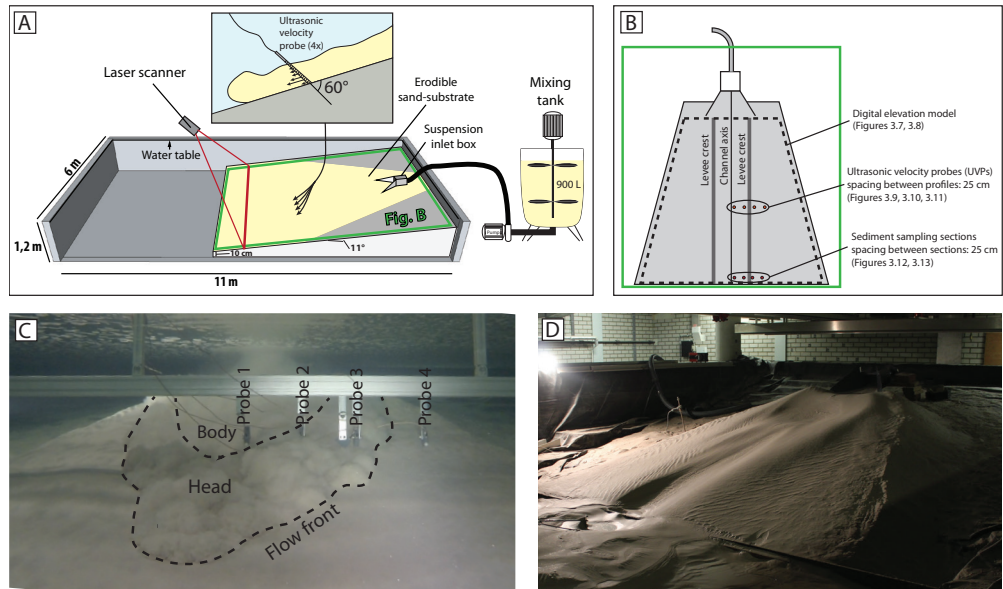 A
Ultrasonic
velocity
probe (4x)
60°
Laser scanner
Erodible
sand-substrate
Suspension
inlet box
Mixing
tank
Water table
900 L
6 m
Fig. B
Pump
1,2 m
10 cm
11°
11 m
B
Levee crest
Channel axis
Levee crest
Digital elevation model
(Figures 3.7, 3.8)
Ultrasonic velocity probes (UVPs)
spacing between profiles: 25 cm
(Figures 3.9, 3.10, 3.11)
Sediment sampling sections
spacing between sections: 25 cm
(Figures 3.12, 3.13)
C
Probe 1
Probe 2
Probe 3
Probe 4
Body
Head
Flow front
D